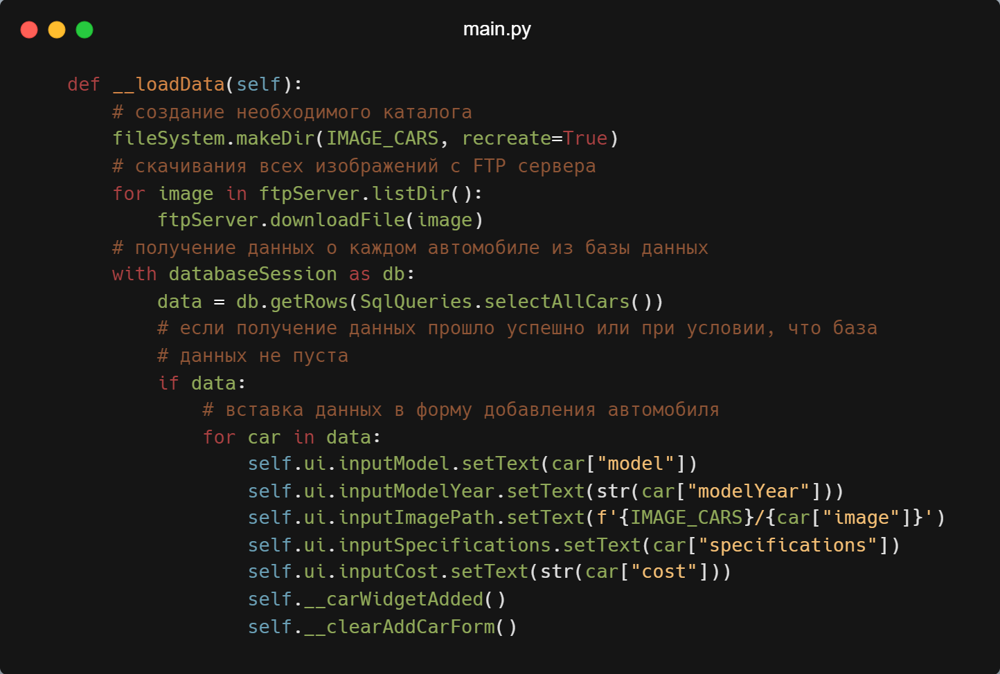 main.py
def __loadData(self):
# создание необходимого каталога
fileSystem.makeDir(IMAGE_CARS, recreate=True)
# скачивания всех изображений с FTP сервера
for image in ftpServer.listDir():
ftpServer.downloadFile(image)
# получение данных о каждом автомобиле из базы данных
with databaseSession as db:
data = db.getRows(SqlQueries.selectAllCars())
# если получение данных прошло успешно или при условии, что база
# данных не пуста
if data:
# вставка данных в форму добавления автомобиля
for car in data:
self.ui.inputModel.setText(car["model"])
self.ui.inputModelYear.setText(str(car["modelYear"]))
self.ui.inputImagePath.setText(f'{IMAGE_CARS}/{car["image"]}')
self.ui.inputSpecifications.setText(car["specifications"])
self.ui.inputCost.setText(str(car["cost"]))
self.__carWidgetAdded()
self.__clearAddCarForm()